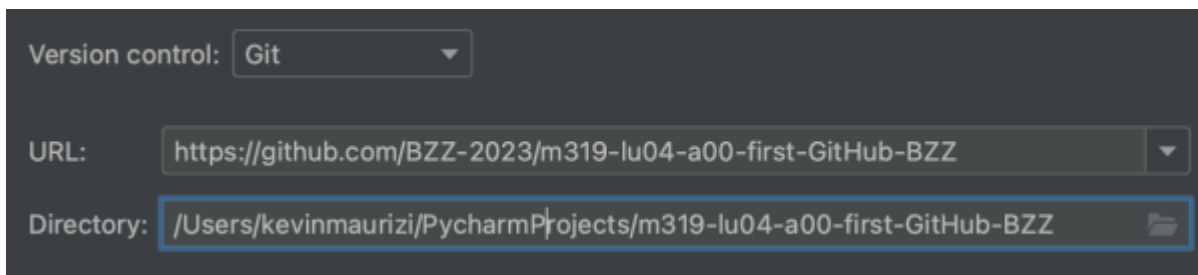 Version control: Git
URL: https://github.com/BZZ-2023/m319-lu04-a00-first-GitHub-BZZ
Directory: /Users/kevinmaurizi/PycharmProjects/m319-lu04-a00-first-GitHub-BZZ